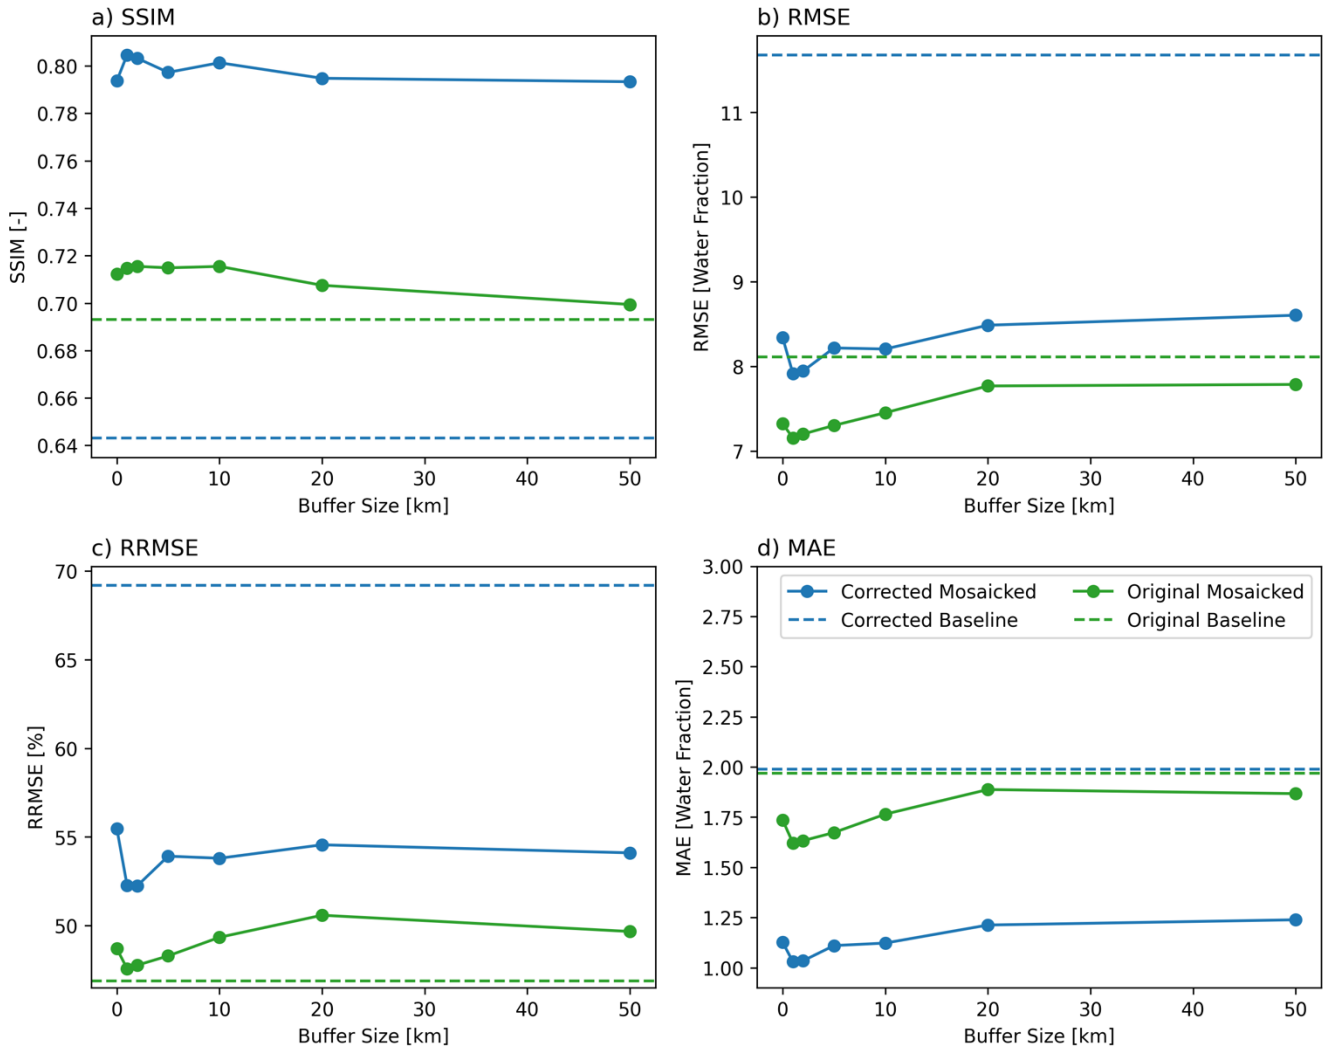 a) SSIM
0.80
0.78
0.76
0.74
0.72
0.70
0.68
0.66
0.64
SSIM [-]
0 10 20 30 40 50
Buffer Size [km]
b) RMSE
11
10
9
8
7
RMSE [Water Fraction]
0 10 20 30 40 50
Buffer Size [km]
c) RRMSE
70
65
60
55
50
RRMSE [%]
0 10 20 30 40 50
Buffer Size [km]
d) MAE
3.00
2.75
2.50
2.25
2.00
1.75
1.50
1.25
1.00
MAE [Water Fraction]
Corrected Mosaicked
Corrected Baseline
Original Mosaicked
Original Baseline
0 10 20 30 40 50
Buffer Size [km]